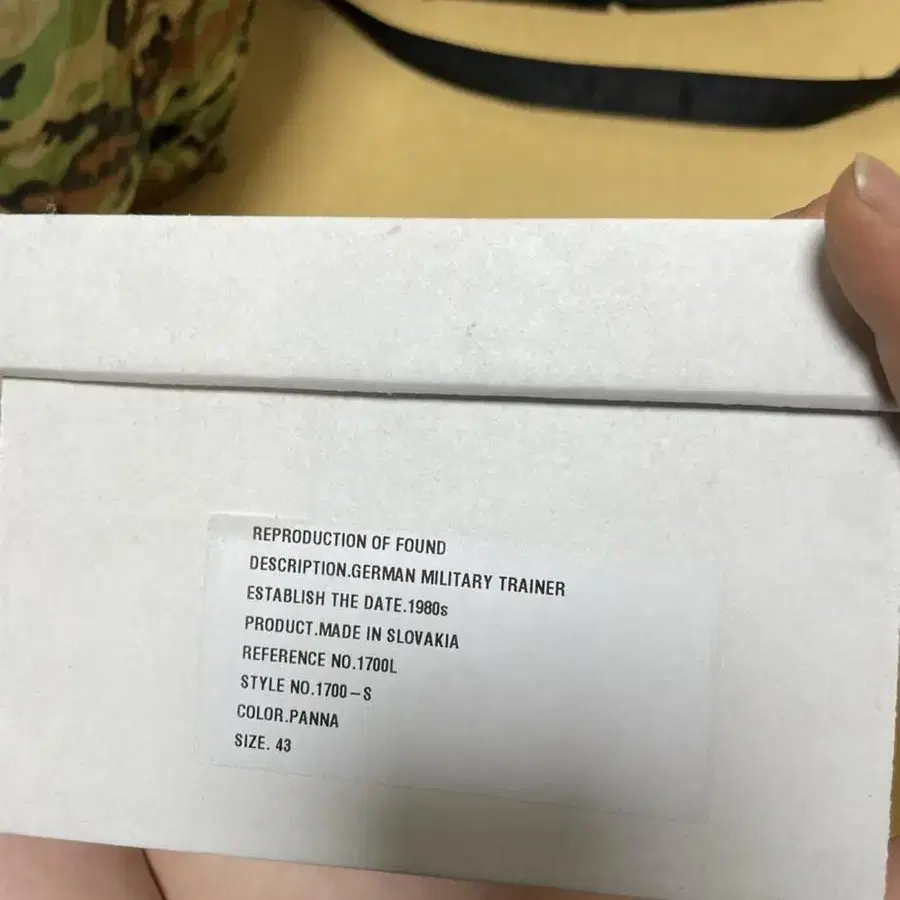 REPRODUCTION OF FOUND
DESCRIPTION.GERMAN MILITARY TRAINER
ESTABLISH THE DATE.1980s
PRODUCT.MADE IN SLOVAKIA
REFERENCE NO.1700L
STYLE NO.1700-S
COLOR.PANNA
SIZE. 43